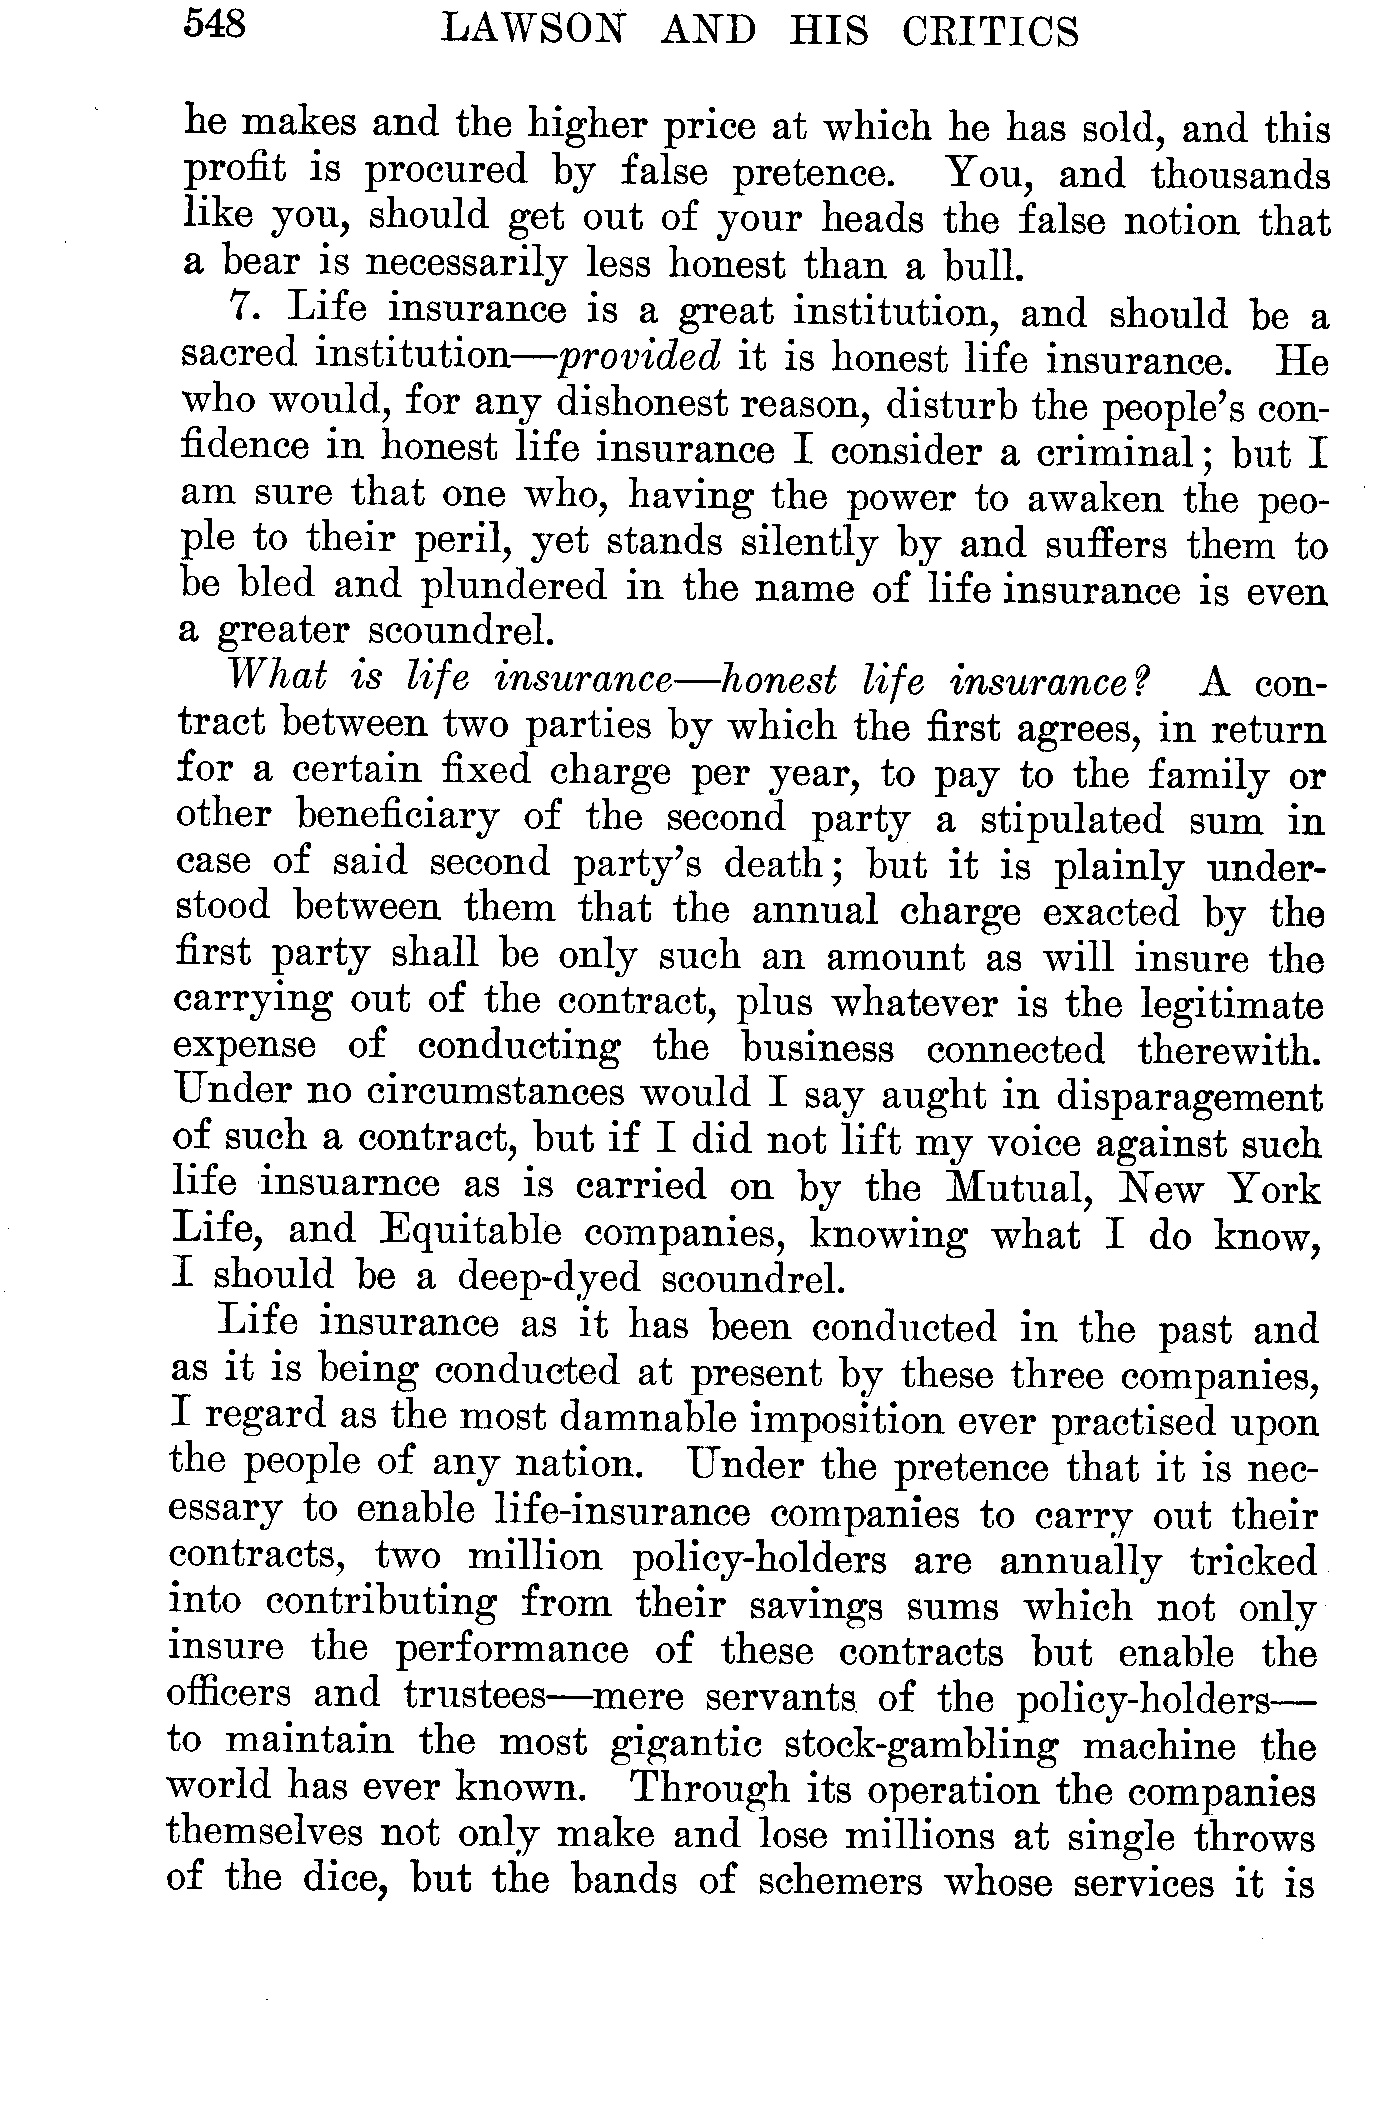 548 LAWSON AND HIS CRITICS
he makes and the higher price at which he has sold, and this
profit is procured by false pretence. You, and thousands
like you, should get out of your heads the false notion that
a bear is necessarily less honest than a bull.
7. Life insurance is a great institution, and should be a
sacred institution—provided it is honest life insurance. He
who would, for any dishonest reason, disturb the people's con-
fidence in honest life insurance I consider a criminal; but I
am sure that one who, having the power to awaken the peo-
ple to their peril, yet stands silently by and suffers them to
be bled and plundered in the name of life insurance is even
a greater scoundrel.
What is life insurance—honest life insurance? A con-
tract between two parties by which the first agrees, in return
for a certain fixed charge per year, to pay to the family or
other beneficiary of the second party a stipulated sum in
case of said second party's death; but it is plainly under-
stood between them that the annual charge exacted by the
first party shall be only such an amount as will insure the
carrying out of the contract, plus whatever is the legitimate
expense of conducting the business connected therewith.
Under no circumstances would I say aught in disparagement
of such a contract, but if I did not lift my voice against such
life insuarnce as is carried on by the Mutual, New York
Life, and Equitable companies, knowing what I do know,
I should be a deep-dyed scoundrel.
Life insurance as it has been conducted in the past and
as it is being conducted at present by these three companies,
I regard as the most damnable imposition ever practised upon
the people of any nation. Under the pretence that it is nec-
essary to enable life-insurance companies to carry out their
contracts, two million policy-holders are annually tricked
into contributing from their savings sums which not only
insure the performance of these contracts but enable the
officers and trustees—mere servants of the policy-holders—
to maintain the most gigantic stock-gambling machine the
world has ever known. Through its operation the companies
themselves not only make and lose millions at single throws
of the dice, but the bands of schemers whose services it is